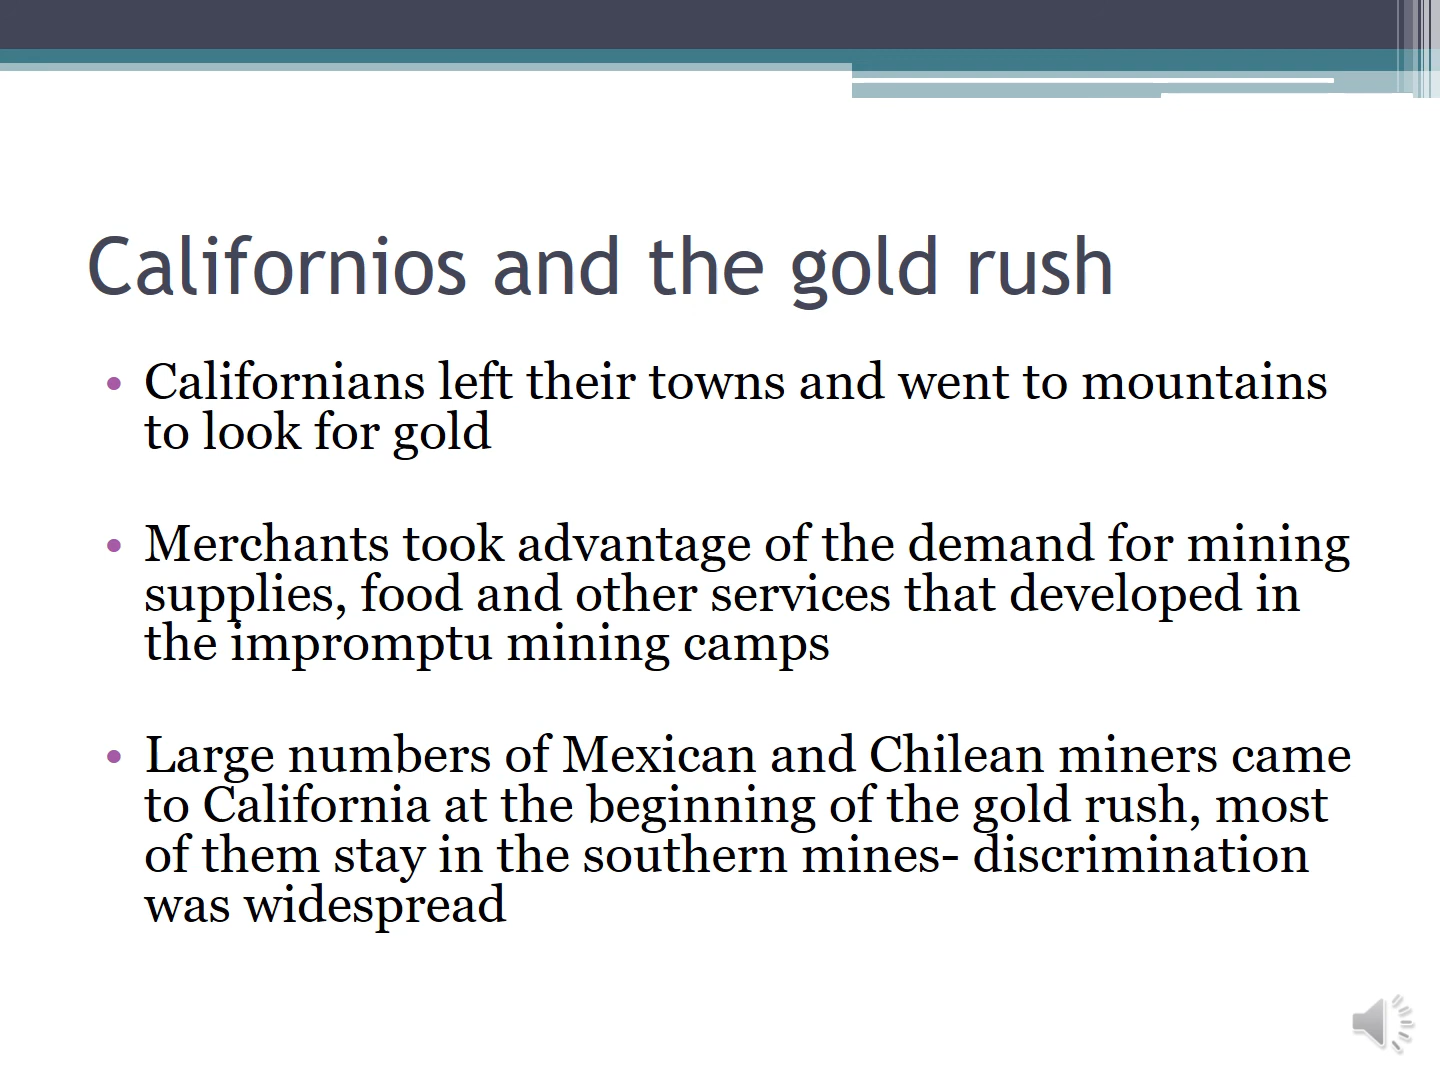 Californios and the gold rush
• Californians left their towns and went to mountains
to look for gold
• Merchants took advantage of the demand for mining
supplies, food and other services that developed in
the impromptu mining camps
• Large numbers of Mexican and Chilean miners came
to California at the beginning of the gold rush, most
of them stay in the southern mines- discrimination
was widespread